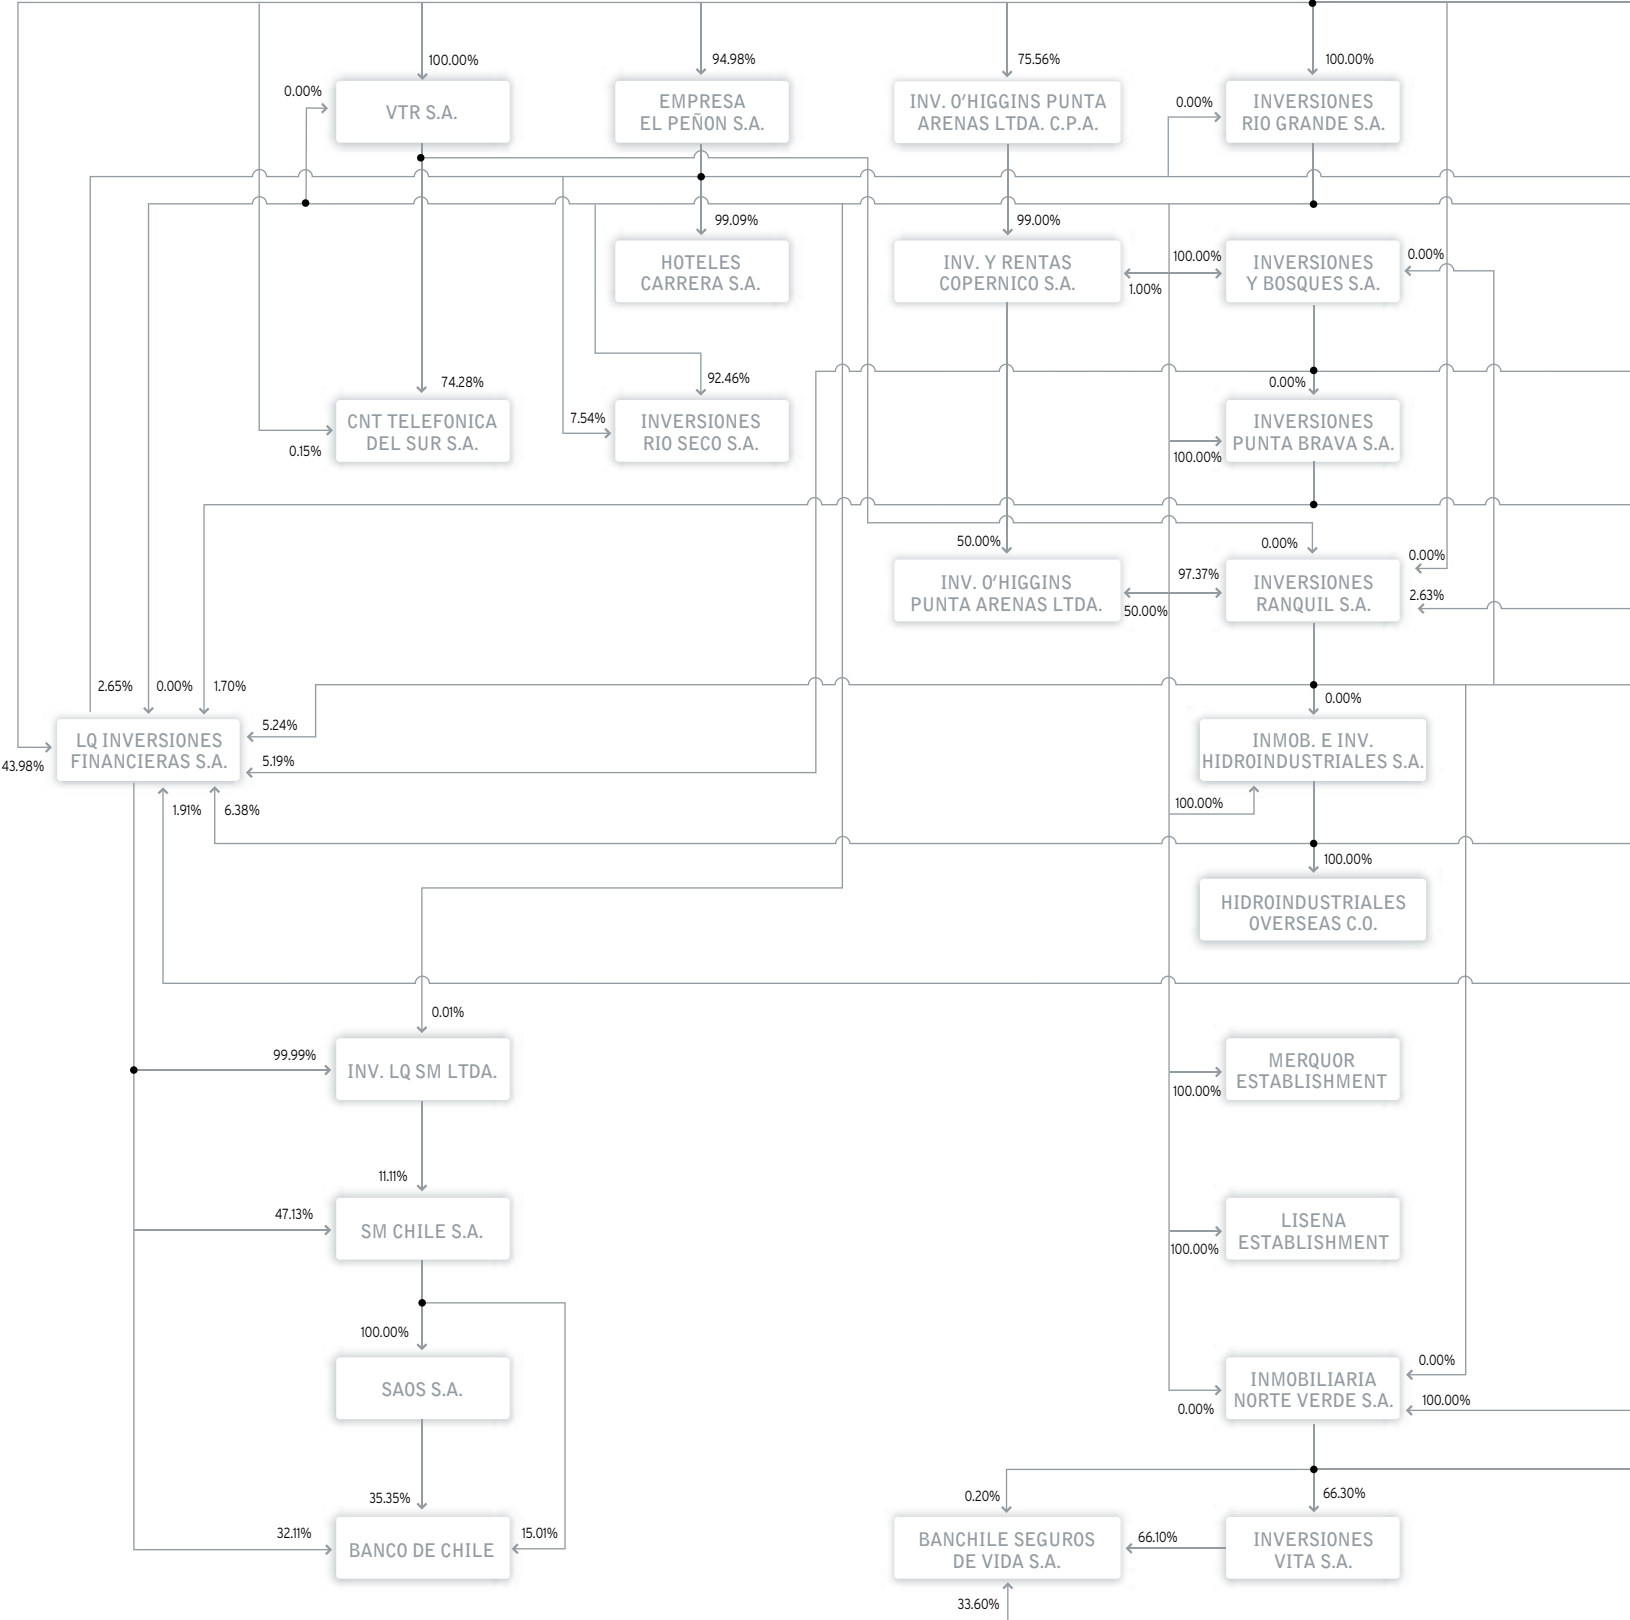 100.00%
94.98%
75.56%
100.00%
0.00%
VTR S.A.
EMPRESA
EL PEÑON S.A.
INV. O'HIGGINS PUNTA
ARENAS LTDA. C.P.A.
0.00%
INVERSIONES
RIO GRANDE S.A.
99.09%
99.00%
HOTELES
CARRERA S.A.
INV. Y RENTAS
COPERNICO S.A.
100.00%
1.00%
INVERSIONES
Y BOSQUES S.A.
0.00%
74.28%
92.46%
0.00%
CNT TELEFONICA
DEL SUR S.A.
0.15%
7.54%
INVERSIONES
RIO SECO S.A.
INVERSIONES
PUNTA BRAVA S.A.
100.00%
50.00%
0.00%
0.00%
INV. O'HIGGINS
PUNTA ARENAS LTDA.
97.37%
50.00%
INVERSIONES
RANQUIL S.A.
2.63%
2.65%
0.00%
1.70%
0.00%
5.24%
LQ INVERSIONES
FINANCIERAS S.A.
43.98%
5.19%
INMOB. E INV.
HIDROINDUSTRIALES S.A.
1.91%
6.38%
100.00%
100.00%
HIDROINDUSTRIALES
OVERSEAS C.O.
0.01%
99.99%
INV. LQ SM LTDA.
MERQUOR
ESTABLISHMENT
100.00%
11.11%
47.13%
SM CHILE S.A.
LISENA
ESTABLISHMENT
100.00%
100.00%
SAOS S.A.
0.00%
INMOBILIARIA
NORTE VERDE S.A.
100.00%
0.00%
35.35%
0.20%
66.30%
32.11%
BANCO DE CHILE
15.01%
BANCHILE SEGUROS
DE VIDA S.A.
66.10%
INVERSIONES
VITA S.A.
33.60%